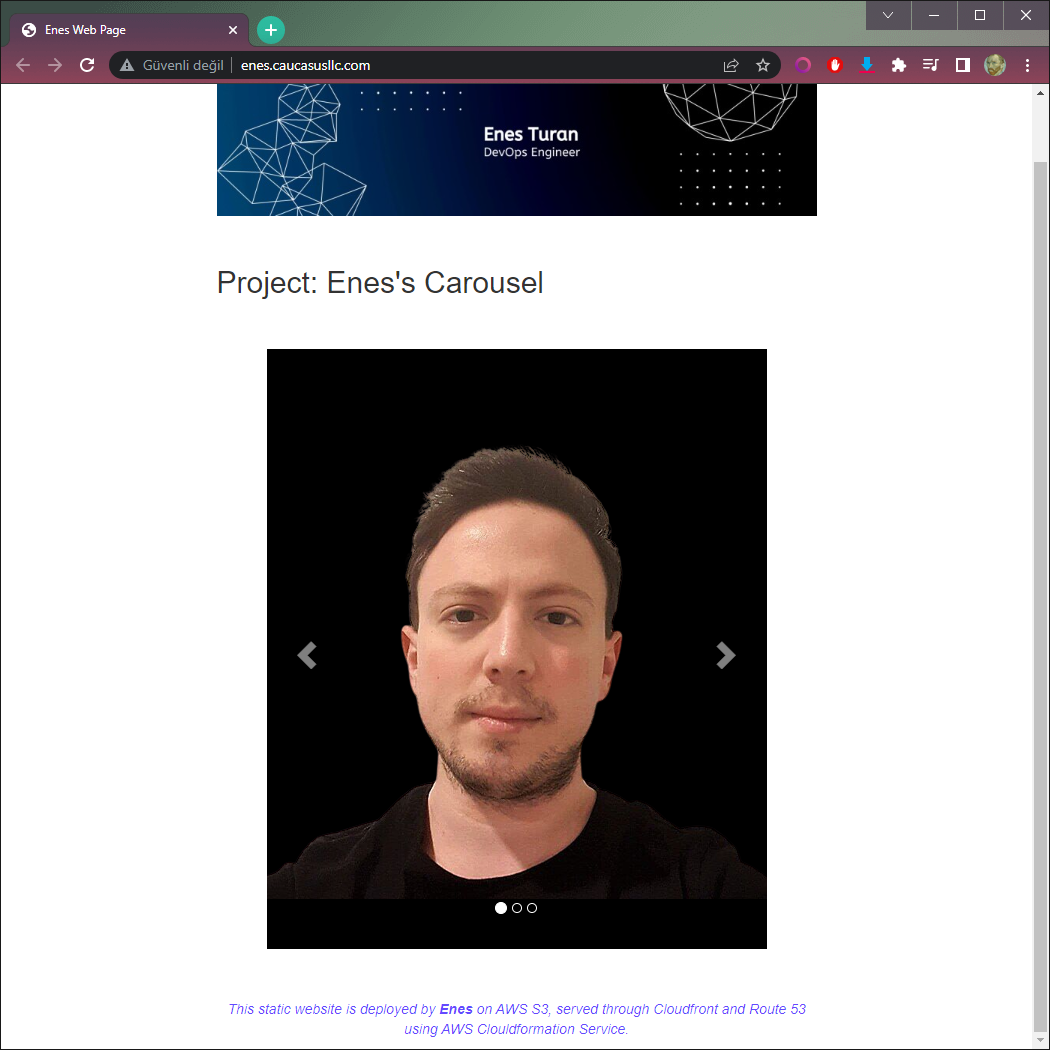 Enes Web Page
Güvenli değil
enes.caucasusllc.com
Enes Turan
DevOps Engineer
Project: Enes's Carousel
This static website is deployed by Enes on AWS S3, served through Cloudfront and Route 53
using AWS Clouldformation Service.